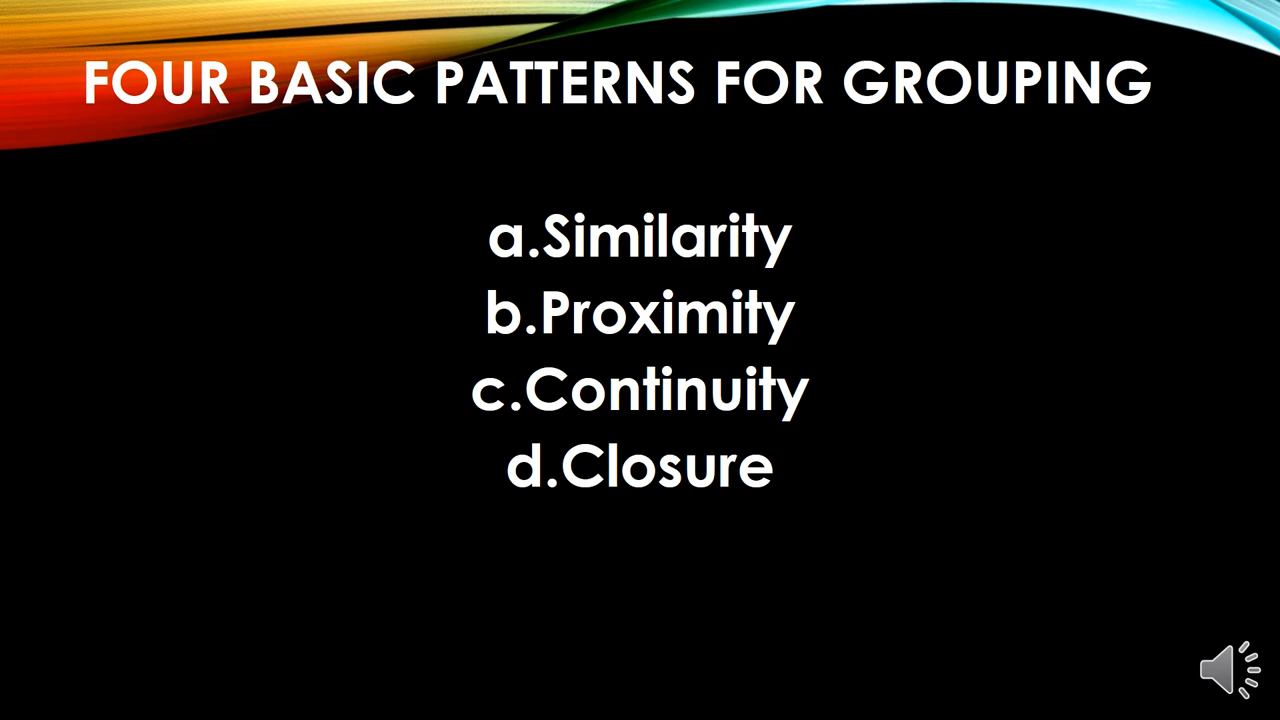 FOUR BASIC PATTERNS FOR GROUPING
a.Similarity
b.Proximity
c.Continuity
d.Closure